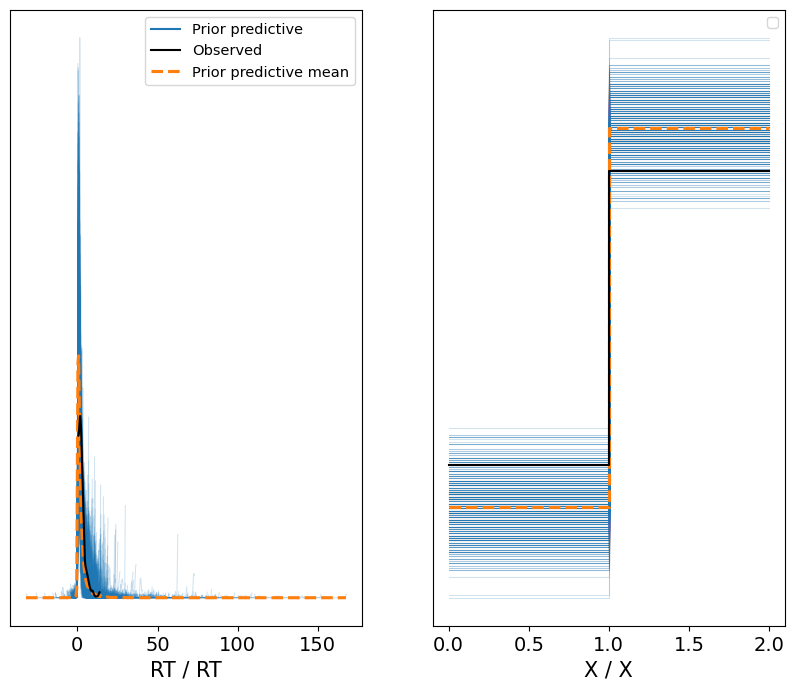 Prior predictive
Observed
Prior predictive mean
0 50 100 150
RT / RT
0.0 0.5 1.0 1.5 2.0
X / X